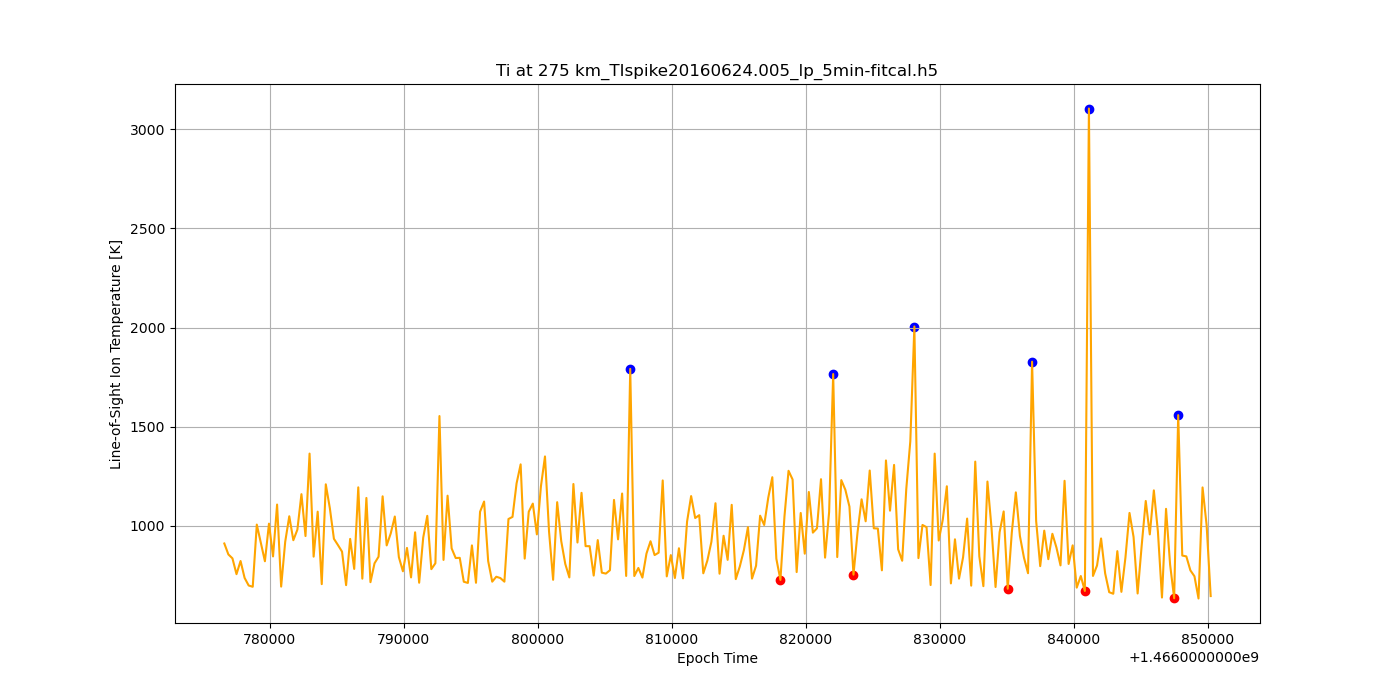 Ti at 275 km_TIspike20160624.005_lp_5min-fitcal.h5
Line-of-Sight Ion Temperature [K]
3000
2500
2000
1500
1000
780000 790000 800000 810000 820000 830000 840000 850000
Epoch Time
+1.4660000000e9